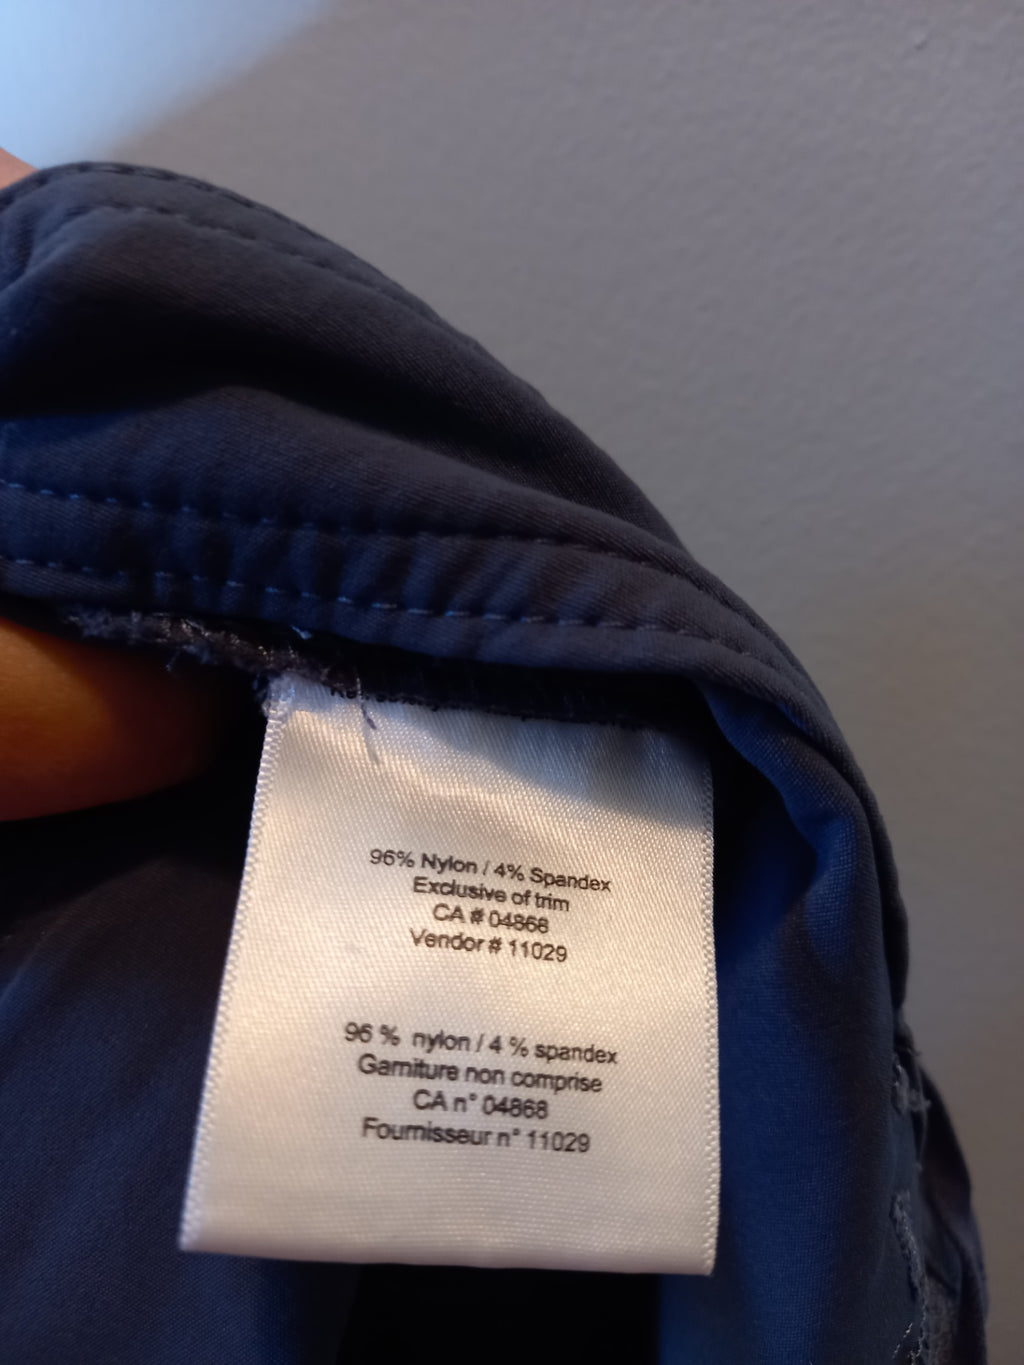 96% Nylon / 4% Spandex
Exclusive of trim
CA # 04868
Vendor # 11029
96 % nylon / 4 % spandex
Garniture non comprise
CA n° 04868
Fournisseur n° 11029